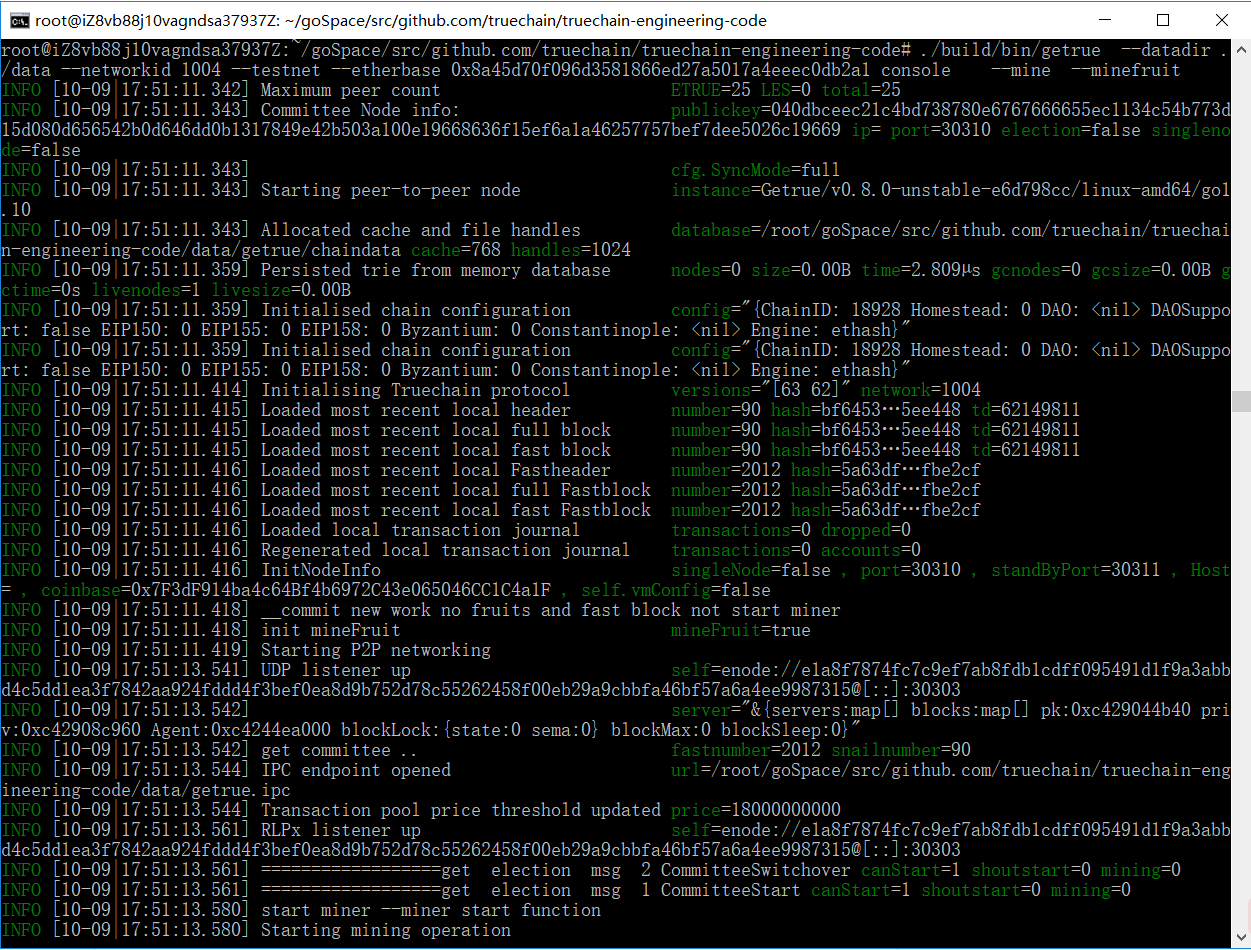 root@iZ8vb88j10vagndsa37937Z: ~/goSpace/src/github.com/truechain/truechain-engineering-code
root@iZ8vb88j10vagndsa37937Z:~/goSpace/src/github.com/truechain/truechain-engineering-code# ./build/bin/getrue  --datadir .
/data --networkid 1004 --testnet --etherbase 0x8a45d70f096d3581866ed27a5017a4eeec0db2a1 console    --mine  --minefruit
INFO [10-09|17:51:11.342] Maximum peer count                       ETRUE=25 LES=0 total=25
INFO [10-09|17:51:11.343] Committee Node info:                     publickey=040dbceec21c4bd738780e6767666655ec1134c54b773d
15d080d656542b0d646dd0b1317849e42b503a100e19668636f15ef6a1a46257757bef7dee5026c19669 ip= port=30310 election=false singleno
de=false
INFO [10-09|17:51:11.343]                                          cfg.SyncMode=full
INFO [10-09|17:51:11.343] Starting peer-to-peer node               instance=Getrue/v0.8.0-unstable-e6d798cc/linux-amd64/go1
.10
INFO [10-09|17:51:11.343] Allocated cache and file handles         database=/root/goSpace/src/github.com/truechain/truechai
n-engineering-code/data/getrue/chaindata cache=768 handles=1024
INFO [10-09|17:51:11.359] Persisted trie from memory database      nodes=0 size=0.00B time=2.809µs gcnodes=0 gcsize=0.00B g
ctime=0s livenodes=1 livesize=0.00B
INFO [10-09|17:51:11.359] Initialised chain configuration          config="{ChainID: 18928 Homestead: 0 DAO: <nil> DAOSuppo
rt: false EIP150: 0 EIP155: 0 EIP158: 0 Byzantium: 0 Constantinople: <nil> Engine: ethash}"
INFO [10-09|17:51:11.359] Initialised chain configuration          config="{ChainID: 18928 Homestead: 0 DAO: <nil> DAOSuppo
rt: false EIP150: 0 EIP155: 0 EIP158: 0 Byzantium: 0 Constantinople: <nil> Engine: ethash}"
INFO [10-09|17:51:11.414] Initialising Truechain protocol          versions="[63 62]" network=1004
INFO [10-09|17:51:11.415] Loaded most recent local header          number=90 hash=bf6453…5ee448 td=62149811
INFO [10-09|17:51:11.415] Loaded most recent local full block      number=90 hash=bf6453…5ee448 td=62149811
INFO [10-09|17:51:11.415] Loaded most recent local fast block      number=90 hash=bf6453…5ee448 td=62149811
INFO [10-09|17:51:11.416] Loaded most recent local Fastheader      number=2012 hash=5a63df…fbe2cf
INFO [10-09|17:51:11.416] Loaded most recent local full Fastblock  number=2012 hash=5a63df…fbe2cf
INFO [10-09|17:51:11.416] Loaded most recent local fast Fastblock  number=2012 hash=5a63df…fbe2cf
INFO [10-09|17:51:11.416] Loaded local transaction journal         transactions=0 dropped=0
INFO [10-09|17:51:11.416] Regenerated local transaction journal    transactions=0 accounts=0
INFO [10-09|17:51:11.416] InitNodeInfo                             singleNode=false , port=30310 , standByPort=30311 , Host
= , coinbase=0x7F3dF914ba4c64Bf4b6972C43e065046CC1C4a1F , self.vmConfig=false
INFO [10-09|17:51:11.418] __commit new work no fruits and fast block not start miner
INFO [10-09|17:51:11.418] init mineFruit                           mineFruit=true
INFO [10-09|17:51:11.419] Starting P2P networking
INFO [10-09|17:51:13.541] UDP listener up                          self=enode://e1a8f7874fc7c9ef7ab8fdb1cdff095491d1f9a3abb
d4c5dd1ea3f7842aa924fddd4f3bef0ea8d9b752d78c55262458f00eb29a9cbbfa46bf57a6a4ee9987315@[::]:30303
INFO [10-09|17:51:13.542]                                          server="&{servers:map[] blocks:map[] pk:0xc429044b40 pri
v:0xc42908c960 Agent:0xc4244ea000 blockLock:{state:0 sema:0} blockMax:0 blockSleep:0}"
INFO [10-09|17:51:13.542] get committee ..                         fastnumber=2012 snailnumber=90
INFO [10-09|17:51:13.544] IPC endpoint opened                      url=/root/goSpace/src/github.com/truechain/truechain-eng
ineering-code/data/getrue.ipc
INFO [10-09|17:51:13.544] Transaction pool price threshold updated price=18000000000
INFO [10-09|17:51:13.561] RLPx listener up                         self=enode://e1a8f7874fc7c9ef7ab8fdb1cdff095491d1f9a3abb
d4c5dd1ea3f7842aa924fddd4f3bef0ea8d9b752d78c55262458f00eb29a9cbbfa46bf57a6a4ee9987315@[::]:30303
INFO [10-09|17:51:13.561] ==================get  election  msg  2 CommitteeSwitchover canStart=1 shoutstart=0 mining=0
INFO [10-09|17:51:13.561] ==================get  election  msg  1 CommitteeStart canStart=1 shoutstart=0 mining=0
INFO [10-09|17:51:13.580] start miner --miner start function
INFO [10-09|17:51:13.580] Starting mining operation